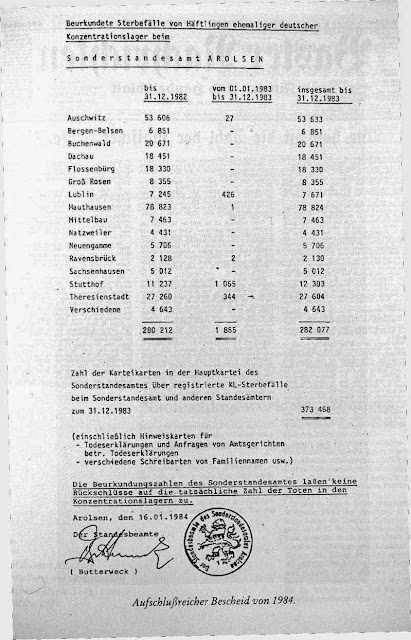 Beurkundete Sterbefälle von Häftlingen ehemaliger deutscher
Konzentrationslager beim
Sonderstandesamt AROLSEN
bis 31.12.1982 vom 01.01.1983 bis 31.12.1983 insgesamt bis 31.12.1983
Auschwitz 53 606 27 53 633
Bergen-Belsen 6 851 - 6 851
Buchenwald 20 671 - 20 671
Dachau 18 451 - 18 451
Flossenbürg 18 330 - 18 330
Groß Rosen 8 355 - 8 355
Lublin 7 245 426 7 671
Mauthausen 78 823 1 78 824
Mittelbau 7 463 - 7 463
Natzweiler 4 431 - 4 431
Neuengamme 5 706 - 5 706
Ravensbrück 2 128 2 2 130
Sachsenhausen 5 012 - 5 012
Stutthof 11 237 1 066 12 303
Theresienstadt 27 260 344 27 604
Verschiedene 4 643 - 4 643
280 212 1 865 282 077
Zahl der Karteikarten in der Hauptkartei des
Sonderstandesamtes über registrierte KL-Sterbefälle
beim Sonderstandesamt und anderen Standesämtern
zum 31.12.1983 373 468
(einschließlich Hinweiskarten für
- Todeserklärungen und Anfragen von Amtsgerichten
betr. Todeserklärungen
- verschiedene Schreibarten von Familiennamen usw.)
Die Beurkundungszahlen des Sonderstandesamtes laßen keine
Rückschlüsse auf die tatsächliche Zahl der Toten in den
Konzentrationslagern zu.
Arolsen, den 16.01.1984
Der Standesbeamte
( Butterweck )
Der Standesbeamte des Sonderstandesamtes Arolsen
Aufschlußreicher Bescheid von 1984.